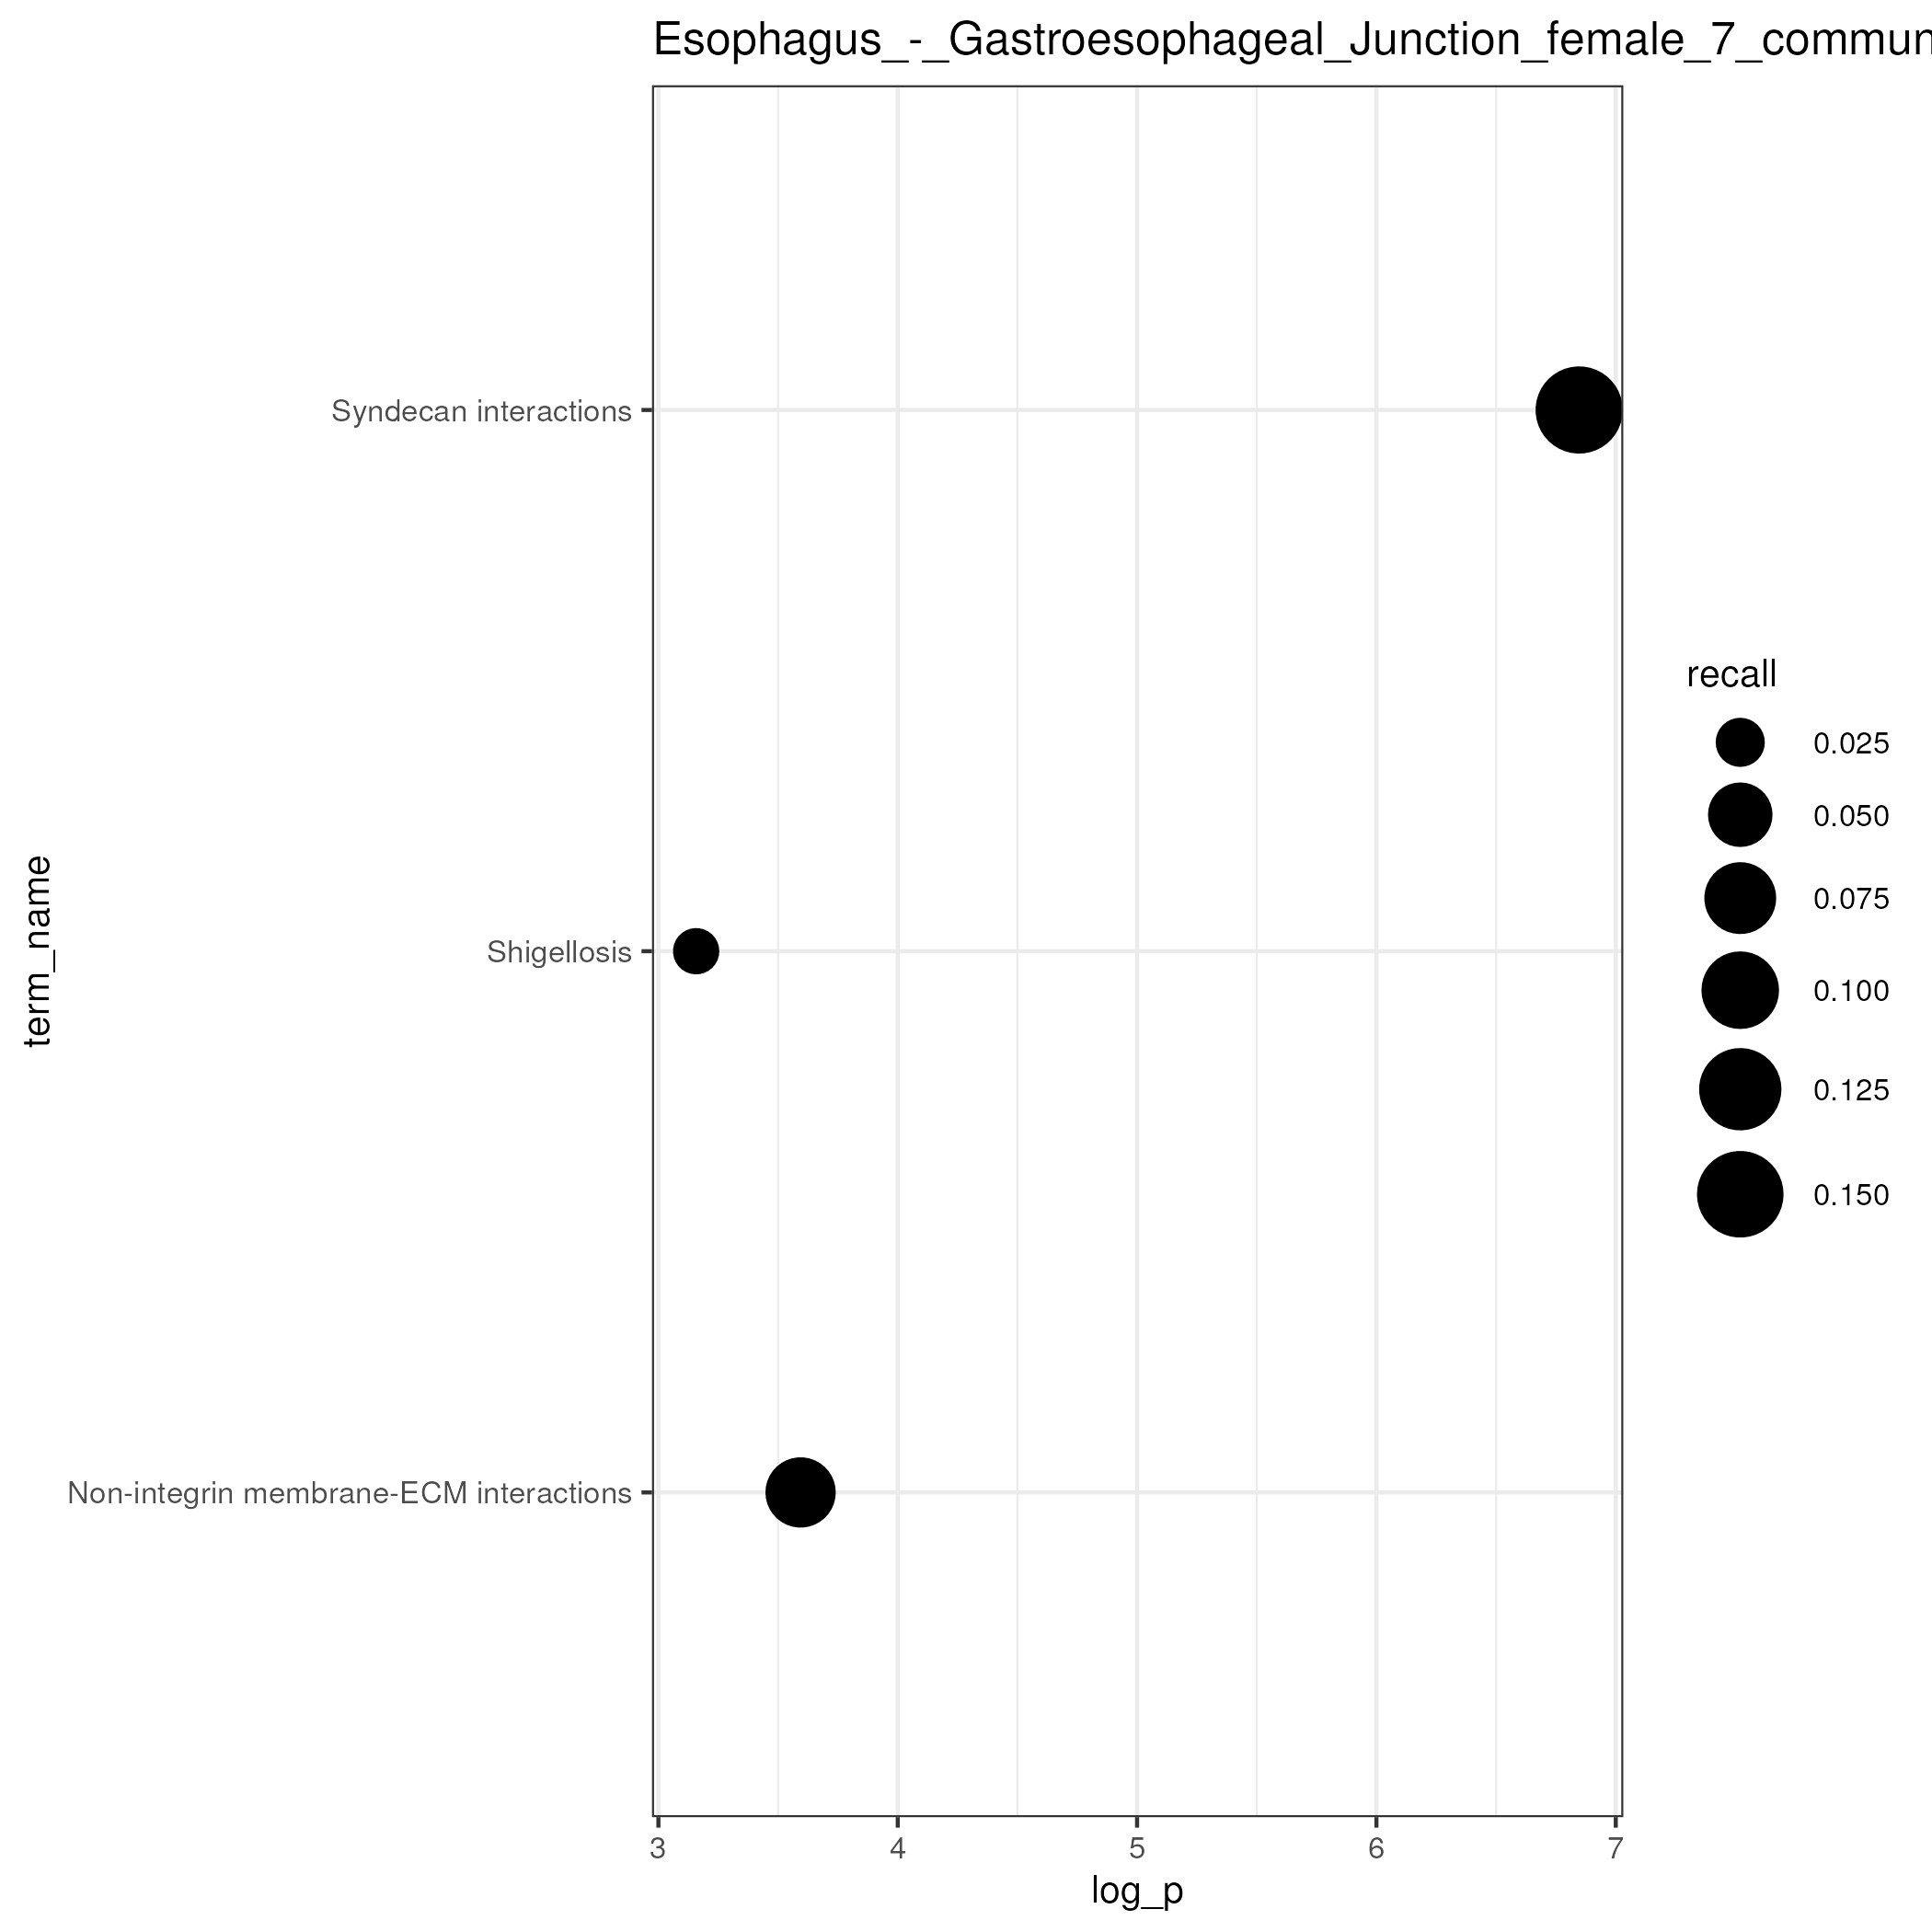 Esophagus_-_Gastroesophageal_Junction_female_7_commun
Syndecan interactions
Shigellosis
Non-integrin membrane-ECM interactions
term_name
3 4 5 6 7
log_p
recall
0.025
0.050
0.075
0.100
0.125
0.150